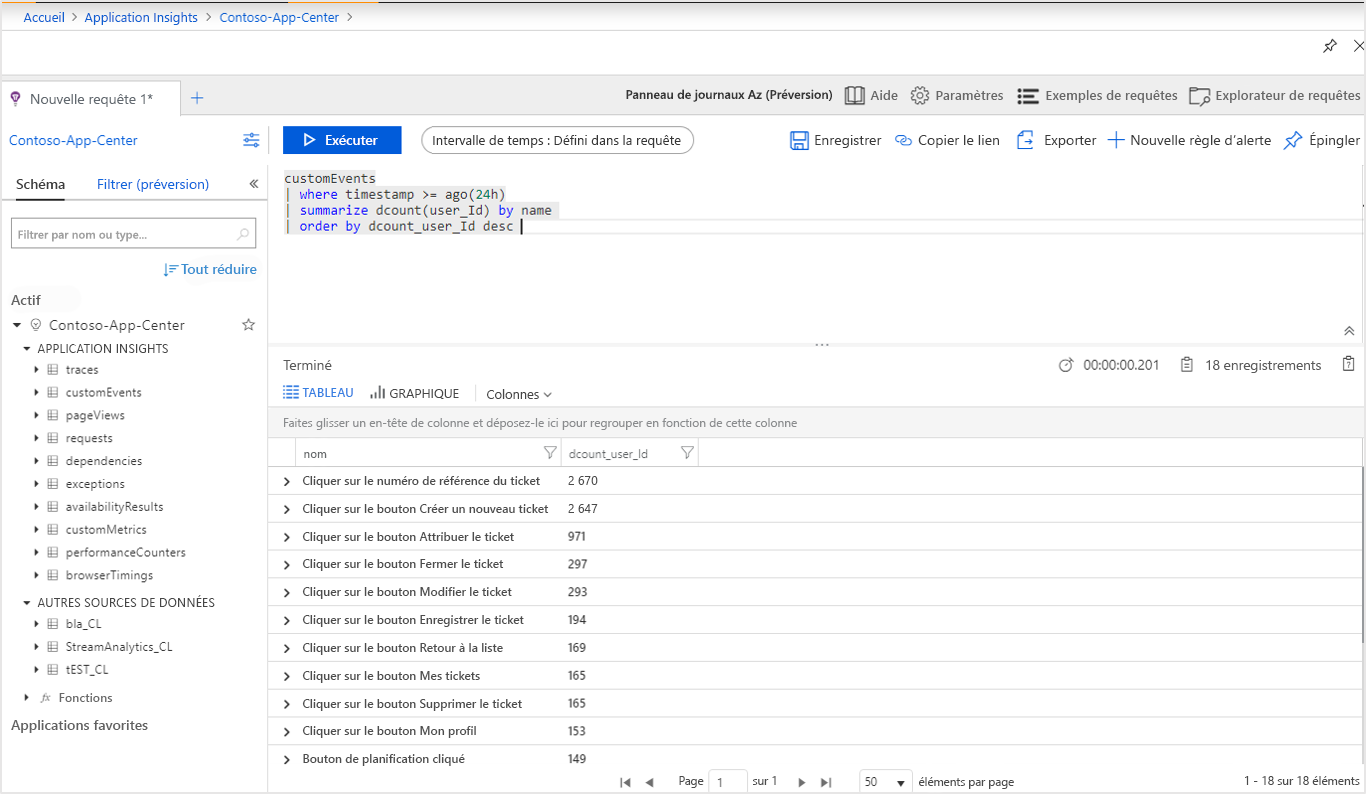 Accueil > Application Insights > Contoso-App-Center >
Nouvelle requête 1* +
Panneau de journaux Az (Préversion) Aide Paramètres Exemples de requêtes Explorateur de requêtes
Contoso-App-Center
Exécuter Intervalle de temps : Défini dans la requête Enregistrer Copier le lien Exporter Nouvelle règle d’alerte Épingler
Schéma Filtrer (préversion) «
Filtrer par nom ou type...
Tout réduire
Actif
Contoso-App-Center
APPLICATION INSIGHTS
traces
customEvents
pageViews
requests
dependencies
exceptions
availabilityResults
customMetrics
performanceCounters
browserTimings
AUTRES SOURCES DE DONNÉES
bla_CL
StreamAnalytics_CL
tEST_CL
fx Fonctions
Applications favorites
customEvents
| where timestamp >= ago(24h)
| summarize dcount(user_Id) by name
| order by dcount_user_Id desc
Terminé 00:00:00.201 18 enregistrements
TABLEAU GRAPHIQUE Colonnes
Faites glisser un en-tête de colonne et déposez-le ici pour regrouper en fonction de cette colonne
nom dcount_user_Id
Cliquer sur le numéro de référence du ticket 2 670
Cliquer sur le bouton Créer un nouveau ticket 2 647
Cliquer sur le bouton Attribuer le ticket 971
Cliquer sur le bouton Fermer le ticket 297
Cliquer sur le bouton Modifier le ticket 293
Cliquer sur le bouton Enregistrer le ticket 194
Cliquer sur le bouton Retour à la liste 169
Cliquer sur le bouton Mes tickets 165
Cliquer sur le bouton Supprimer le ticket 165
Cliquer sur le bouton Mon profil 153
Bouton de planification cliqué 149
Page 1 sur 1 50 éléments par page 1 - 18 sur 18 éléments